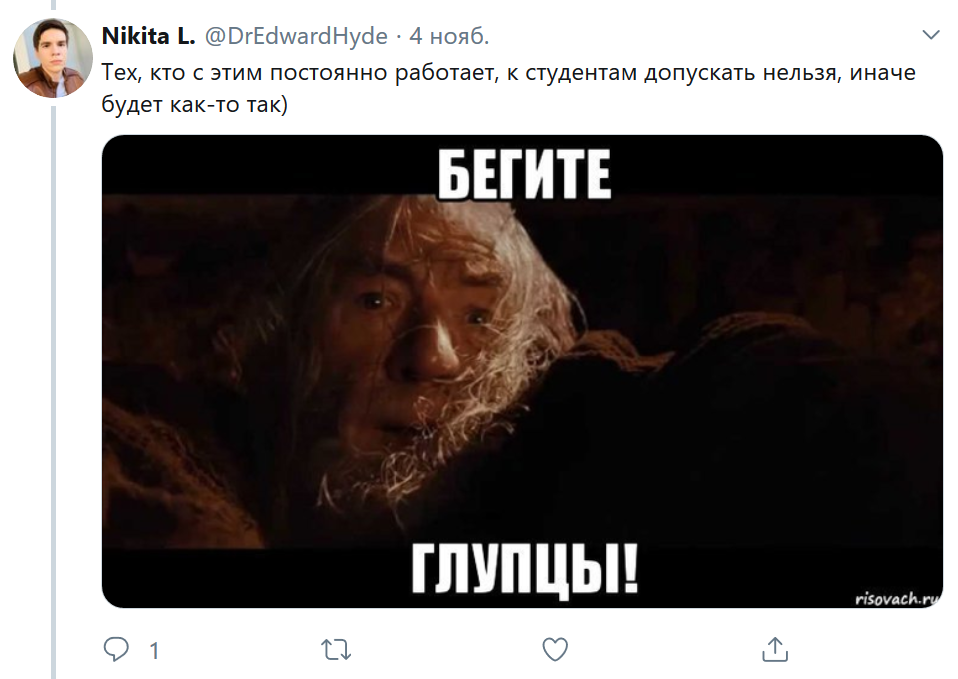 Nikita L. @DrEdwardHyde · 4 нояб.
Тех, кто с этим постоянно работает, к студентам допускать нельзя, иначе
будет как-то так)
БЕГИТЕ
ГЛУПЦЫ!
risovach.ru
1